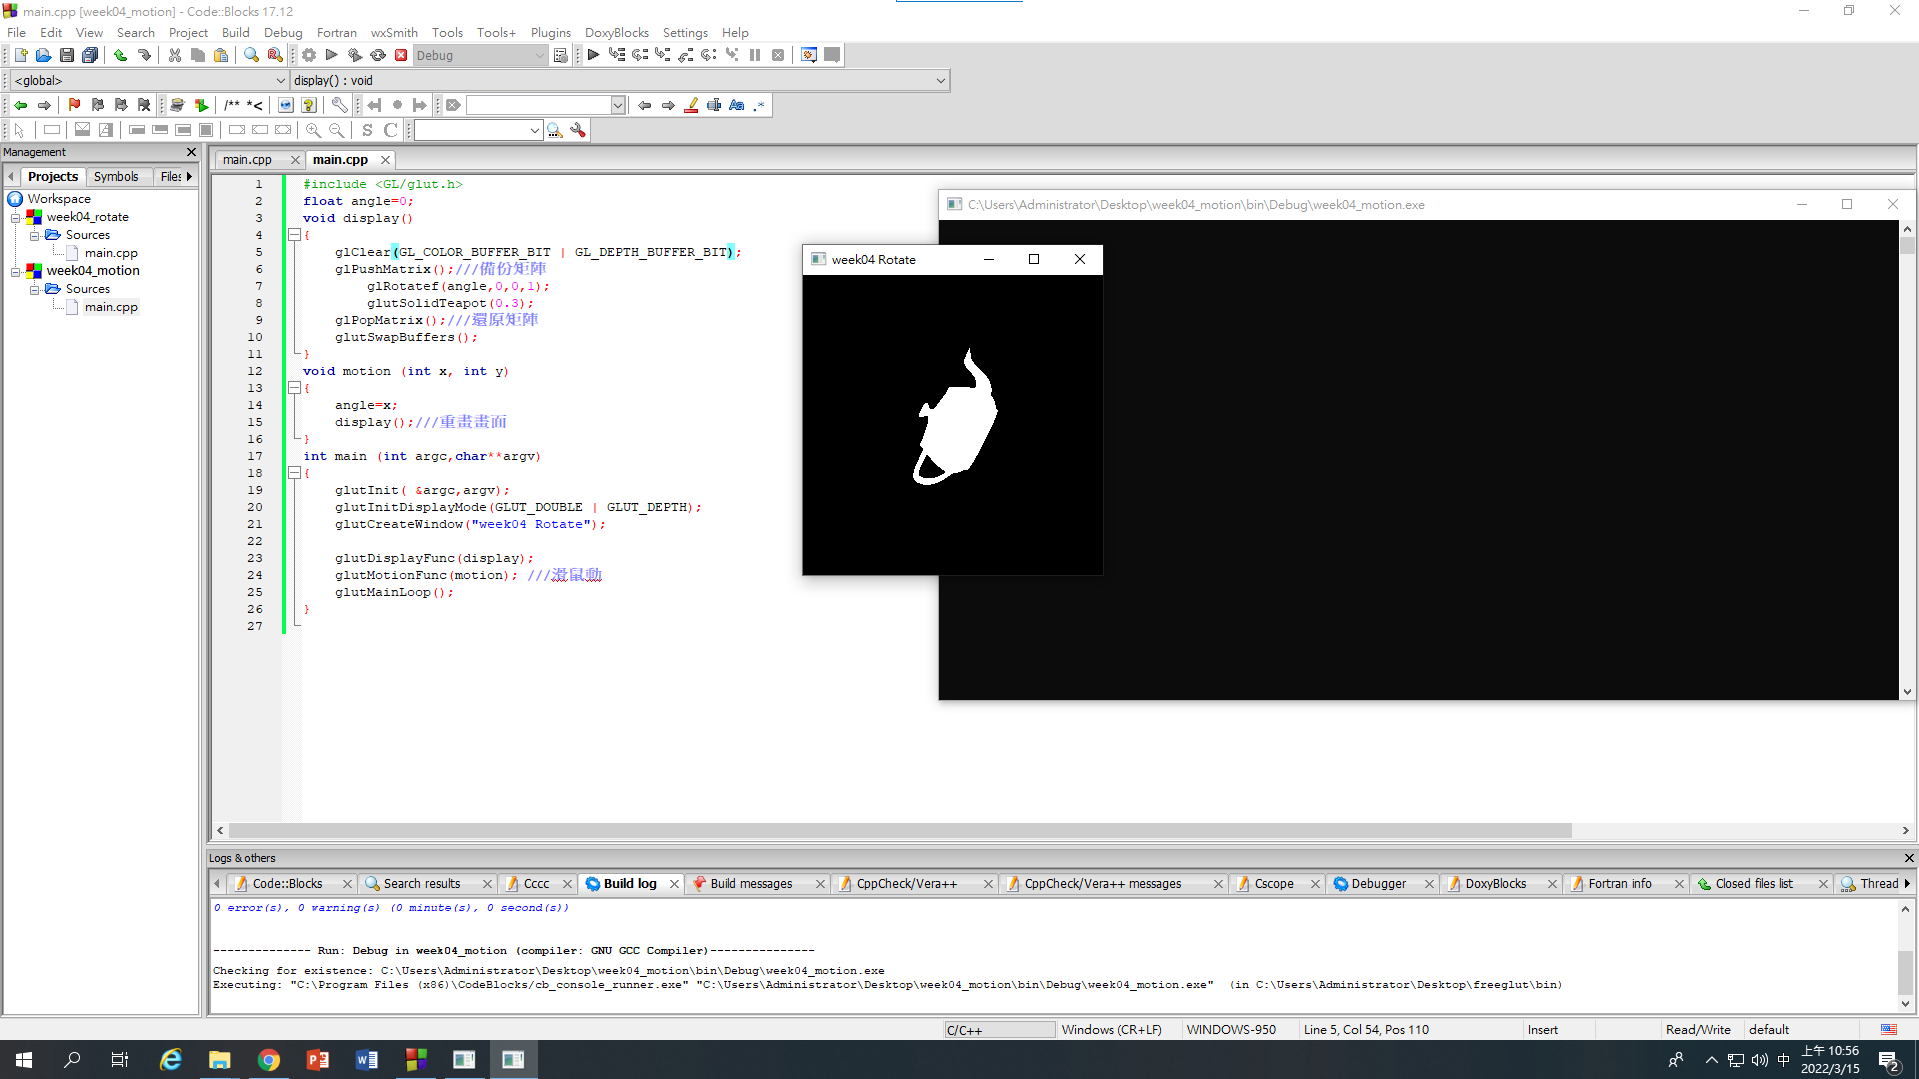 main.cpp [week04_motion] - Code::Blocks 17.12
File Edit View Search Project Build Debug Fortran wxSmith Tools Tools+ Plugins DoxyBlocks Settings Help
Debug
<global> display() : void
/** *<
S C
Management
Projects Symbols Files
Workspace
week04_rotate
Sources
main.cpp
week04_motion
Sources
main.cpp
main.cpp main.cpp
1 #include <GL/glut.h>
2 float angle=0;
3 void display()
4 {
5 glClear(GL_COLOR_BUFFER_BIT | GL_DEPTH_BUFFER_BIT);
6 glPushMatrix();///備份矩陣
7 glRotatef(angle,0,0,1);
8 glutSolidTeapot(0.3);
9 glPopMatrix();///還原矩陣
10 glutSwapBuffers();
11 }
12 void motion (int x, int y)
13 {
14 angle=x;
15 display();///重畫畫面
16 }
17 int main (int argc,char**argv)
18 {
19 glutInit( &argc,argv);
20 glutInitDisplayMode(GLUT_DOUBLE | GLUT_DEPTH);
21 glutCreateWindow("week04 Rotate");
22
23 glutDisplayFunc(display);
24 glutMotionFunc(motion); ///滑鼠動
25 glutMainLoop();
26 }
27
C:\Users\Administrator\Desktop\week04_motion\bin\Debug\week04_motion.exe
week04 Rotate
Logs & others
Code::Blocks Search results Cccc Build log Build messages CppCheck/Vera++ CppCheck/Vera++ messages Cscope Debugger DoxyBlocks Fortran info Closed files list Thread
0 error(s), 0 warning(s) (0 minute(s), 0 second(s))
-------------- Run: Debug in week04_motion (compiler: GNU GCC Compiler)---------------
Checking for existence: C:\Users\Administrator\Desktop\week04_motion\bin\Debug\week04_motion.exe
Executing: "C:\Program Files (x86)\CodeBlocks/cb_console_runner.exe" "C:\Users\Administrator\Desktop\week04_motion\bin\Debug\week04_motion.exe"  (in C:\Users\Administrator\Desktop\freeglut\bin)
C/C++ Windows (CR+LF) WINDOWS-950 Line 5, Col 54, Pos 110 Insert Read/Write default
中 上午 10:56
2022/3/15
2